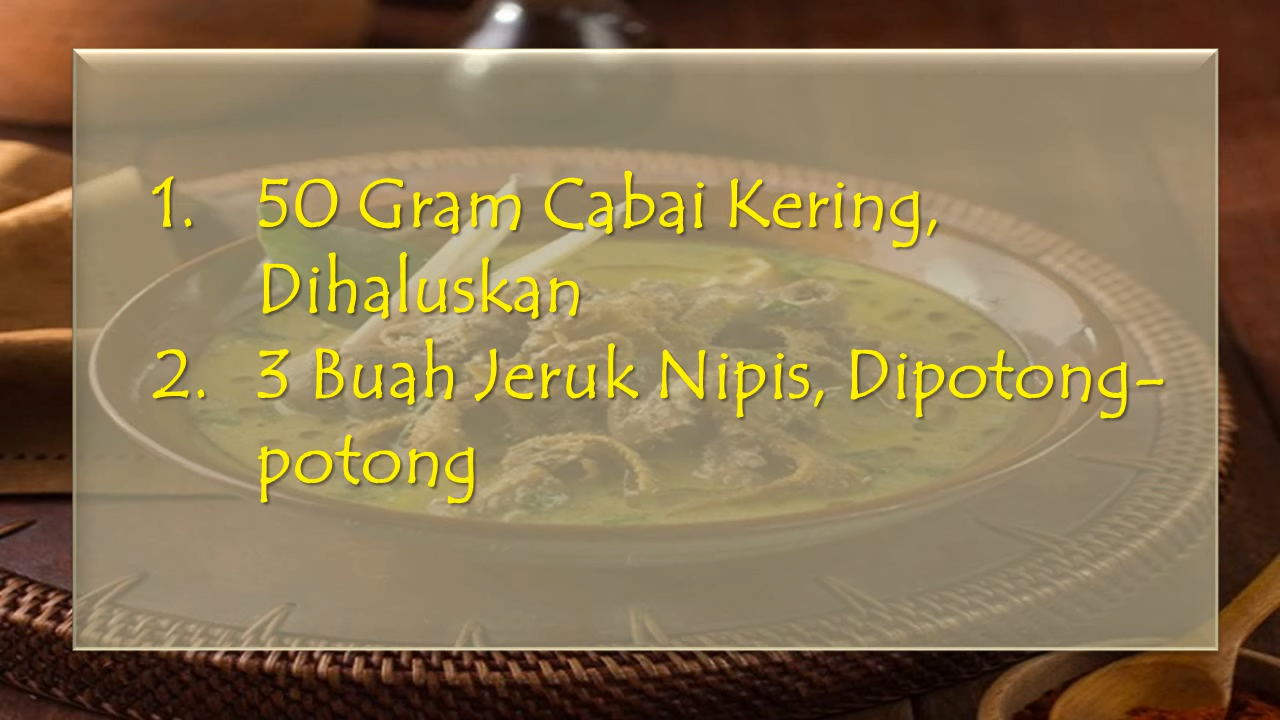 1. 50 Gram Cabai Kering,
Dihaluskan
2. 3 Buah Jeruk Nipis, Dipotong-
potong